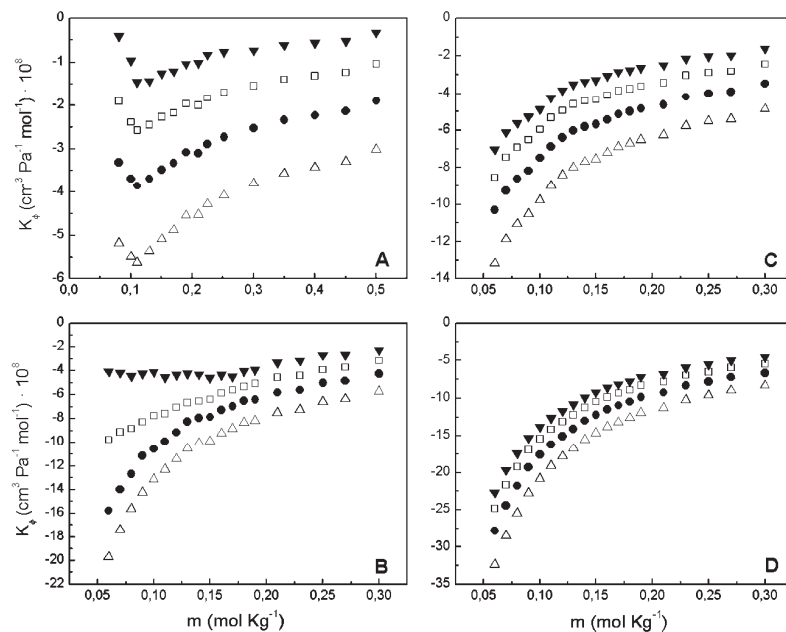 0
-1
-2
-3
-4
-5
-6
K𝜙 (cm³ Pa⁻¹ mol⁻¹) · 10⁸
A
0,0 0,1 0,2 0,3 0,4 0,5
0
-2
-4
-6
-8
-10
-12
-14
C
0,05 0,10 0,15 0,20 0,25 0,30
0
-2
-4
-6
-8
-10
-12
-14
-16
-18
-20
-22
K𝜙 (cm³ Pa⁻¹ mol⁻¹) · 10⁸
B
0,05 0,10 0,15 0,20 0,25 0,30
m (mol Kg⁻¹)
0
-5
-10
-15
-20
-25
-30
-35
D
0,05 0,10 0,15 0,20 0,25 0,30
m (mol Kg⁻¹)